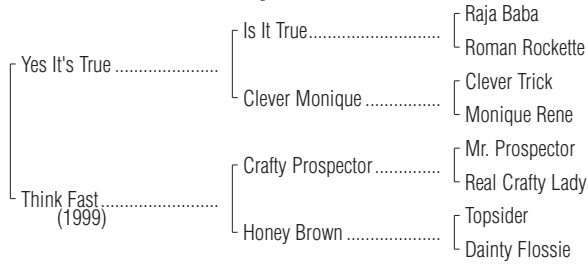 Raja Baba
Is It True
Roman Rockette
Yes It's True
Clever Trick
Clever Monique
Monique Rene
Mr. Prospector
Crafty Prospector
Real Crafty Lady
Think Fast
(1999)
Topsider
Honey Brown
Dainty Flossie